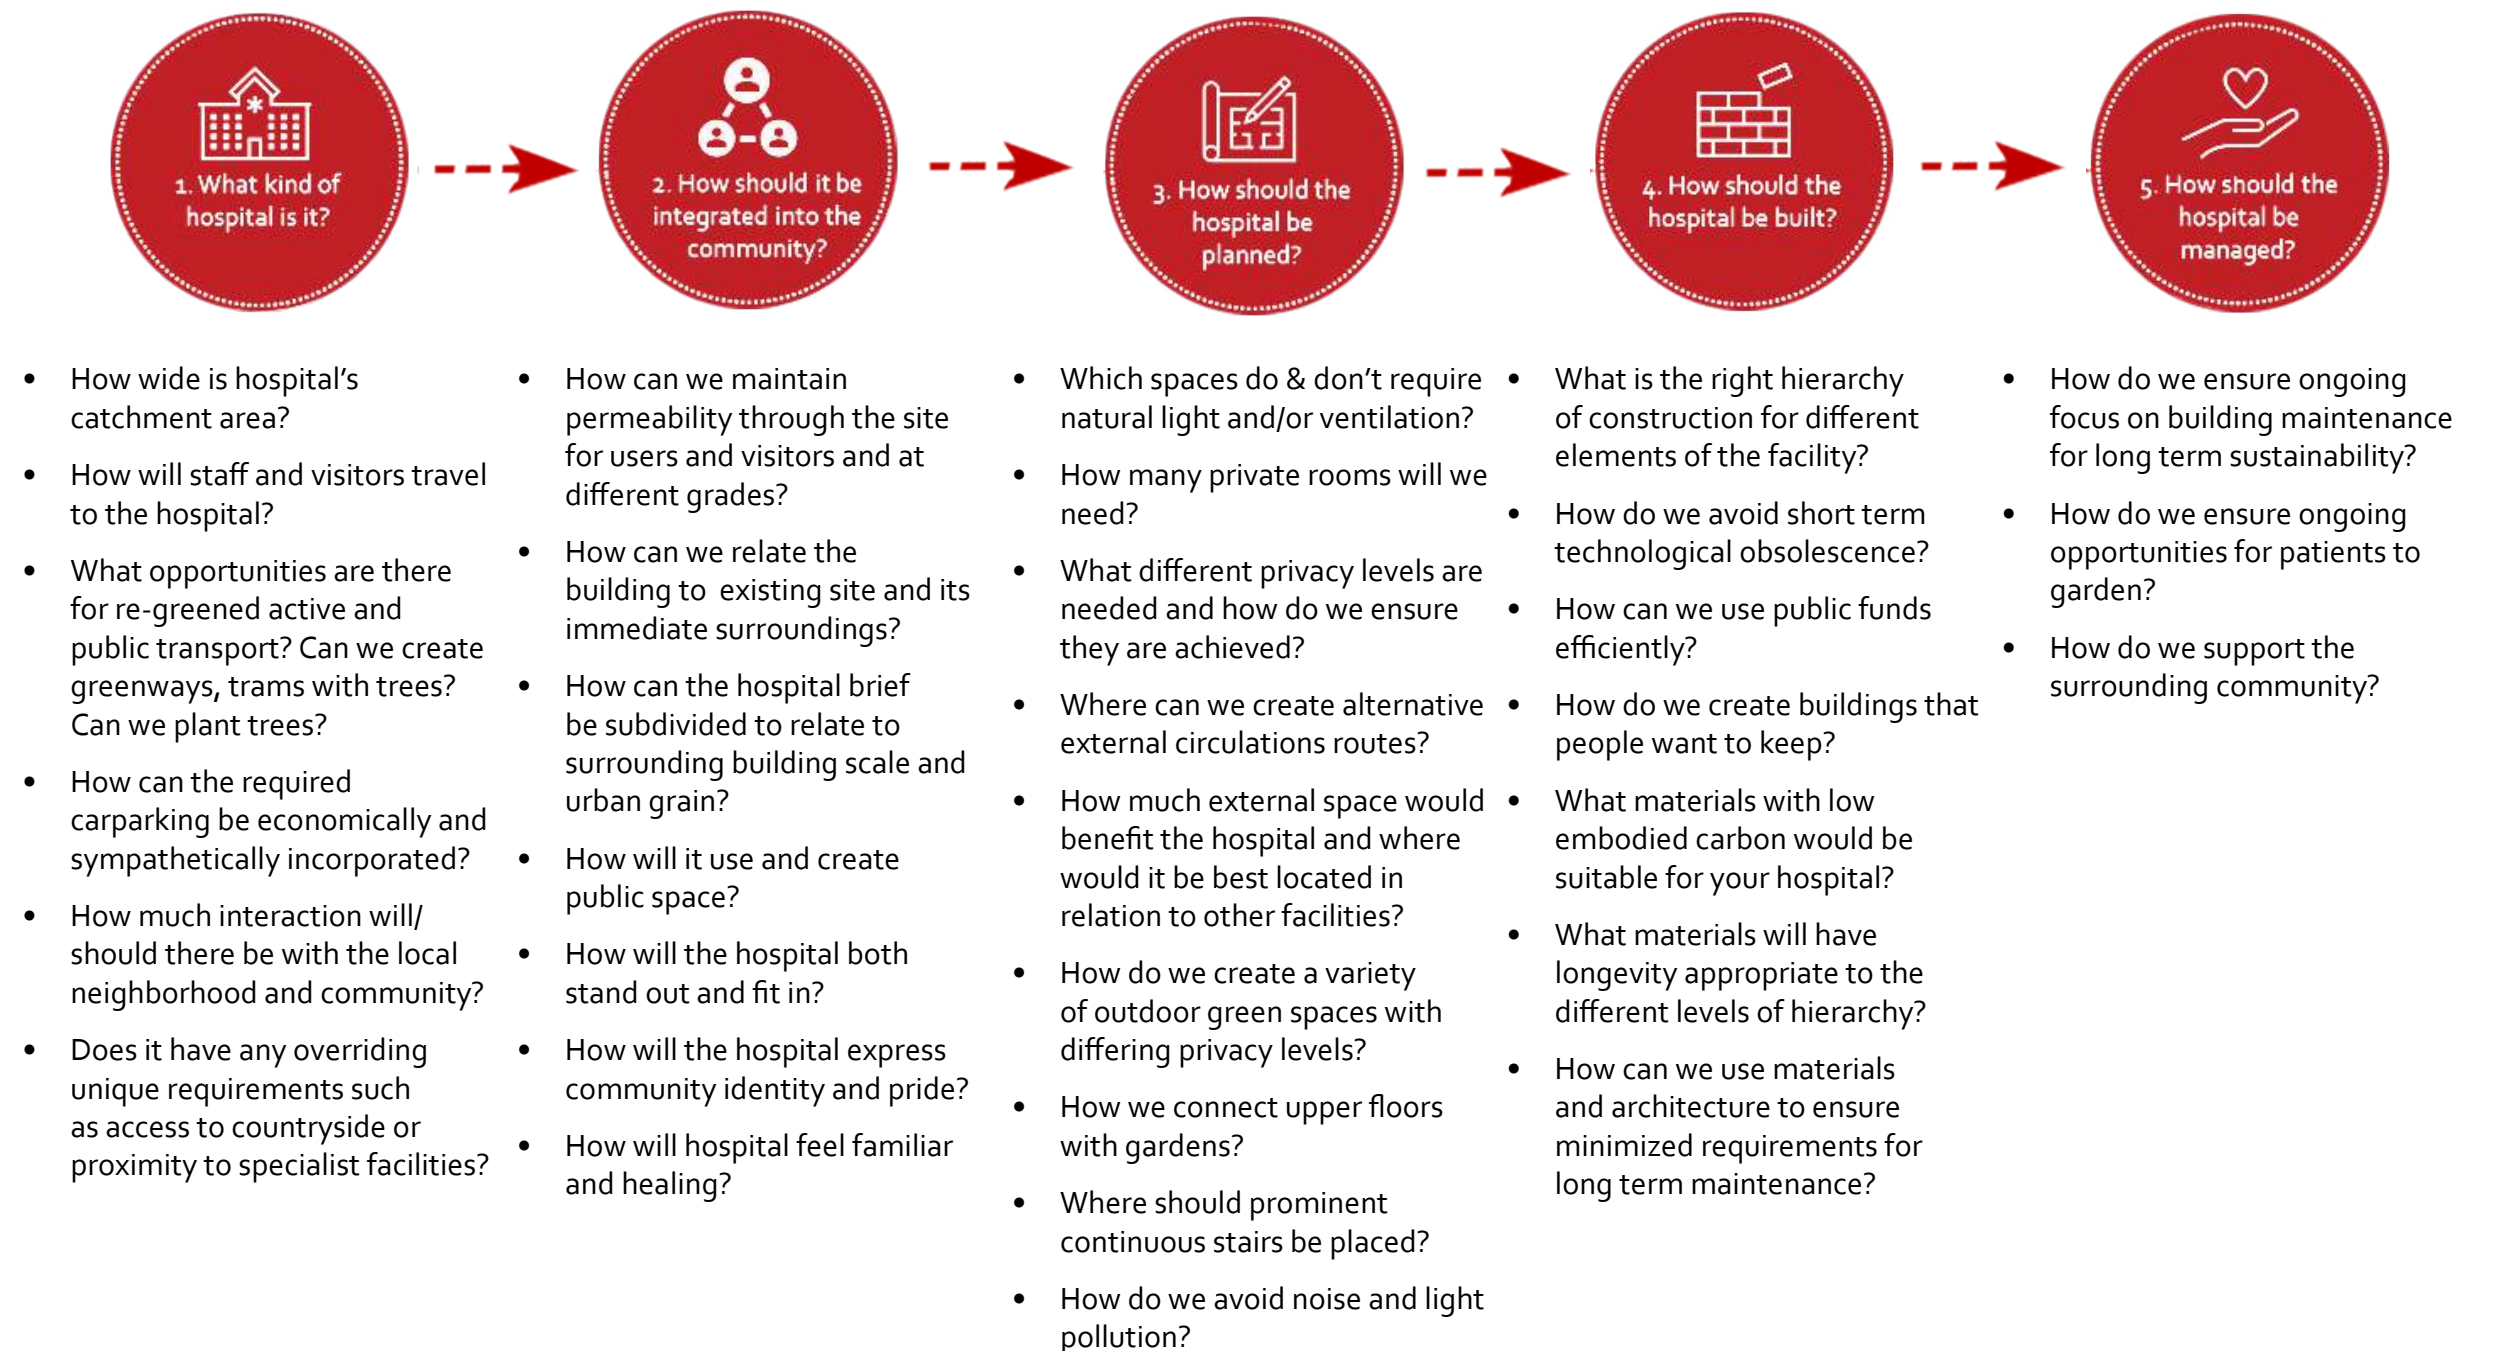 1. What kind of
hospital is it?
2. How should it be
integrated into the
community?
3. How should the
hospital be
planned?
4. How should the
hospital be built?
5. How should the
hospital be
managed?
• How wide is hospital’s
catchment area?
• How will staff and visitors travel
to the hospital?
• What opportunities are there
for re-greened active and
public transport? Can we create
greenways, trams with trees?
Can we plant trees?
• How can the required
carparking be economically and
sympathetically incorporated?
• How much interaction will/
should there be with the local
neighborhood and community?
• Does it have any overriding
unique requirements such
as access to countryside or
proximity to specialist facilities?
• How can we maintain
permeability through the site
for users and visitors and at
different grades?
• How can we relate the
building to  existing site and its
immediate surroundings?
• How can the hospital brief
be subdivided to relate to
surrounding building scale and
urban grain?
• How will it use and create
public space?
• How will the hospital both
stand out and fit in?
• How will the hospital express
community identity and pride?
• How will hospital feel familiar
and healing?
• Which spaces do & don’t require
natural light and/or ventilation?
• How many private rooms will we
need?
• What different privacy levels are
needed and how do we ensure
they are achieved?
• Where can we create alternative
external circulations routes?
• How much external space would
benefit the hospital and where
would it be best located in
relation to other facilities?
• How do we create a variety
of outdoor green spaces with
differing privacy levels?
• How we connect upper floors
with gardens?
• Where should prominent
continuous stairs be placed?
• How do we avoid noise and light
pollution?
• What is the right hierarchy
of construction for different
elements of the facility?
• How do we avoid short term
technological obsolescence?
• How can we use public funds
efficiently?
• How do we create buildings that
people want to keep?
• What materials with low
embodied carbon would be
suitable for your hospital?
• What materials will have
longevity appropriate to the
different levels of hierarchy?
• How can we use materials
and architecture to ensure
minimized requirements for
long term maintenance?
• How do we ensure ongoing
focus on building maintenance
for long term sustainability?
• How do we ensure ongoing
opportunities for patients to
garden?
• How do we support the
surrounding community?